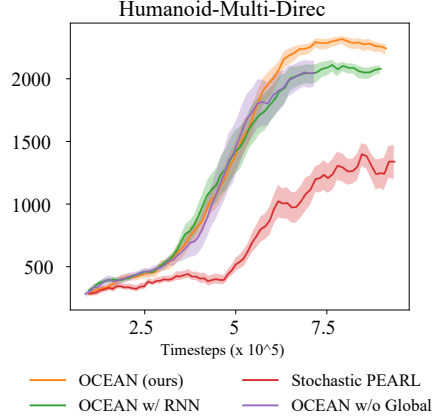 Humanoid-Multi-Direc
2000
1500
1000
500
2.5 5 7.5
Timesteps (x 10^5)
OCEAN (ours) Stochastic PEARL
OCEAN w/ RNN OCEAN w/o Global